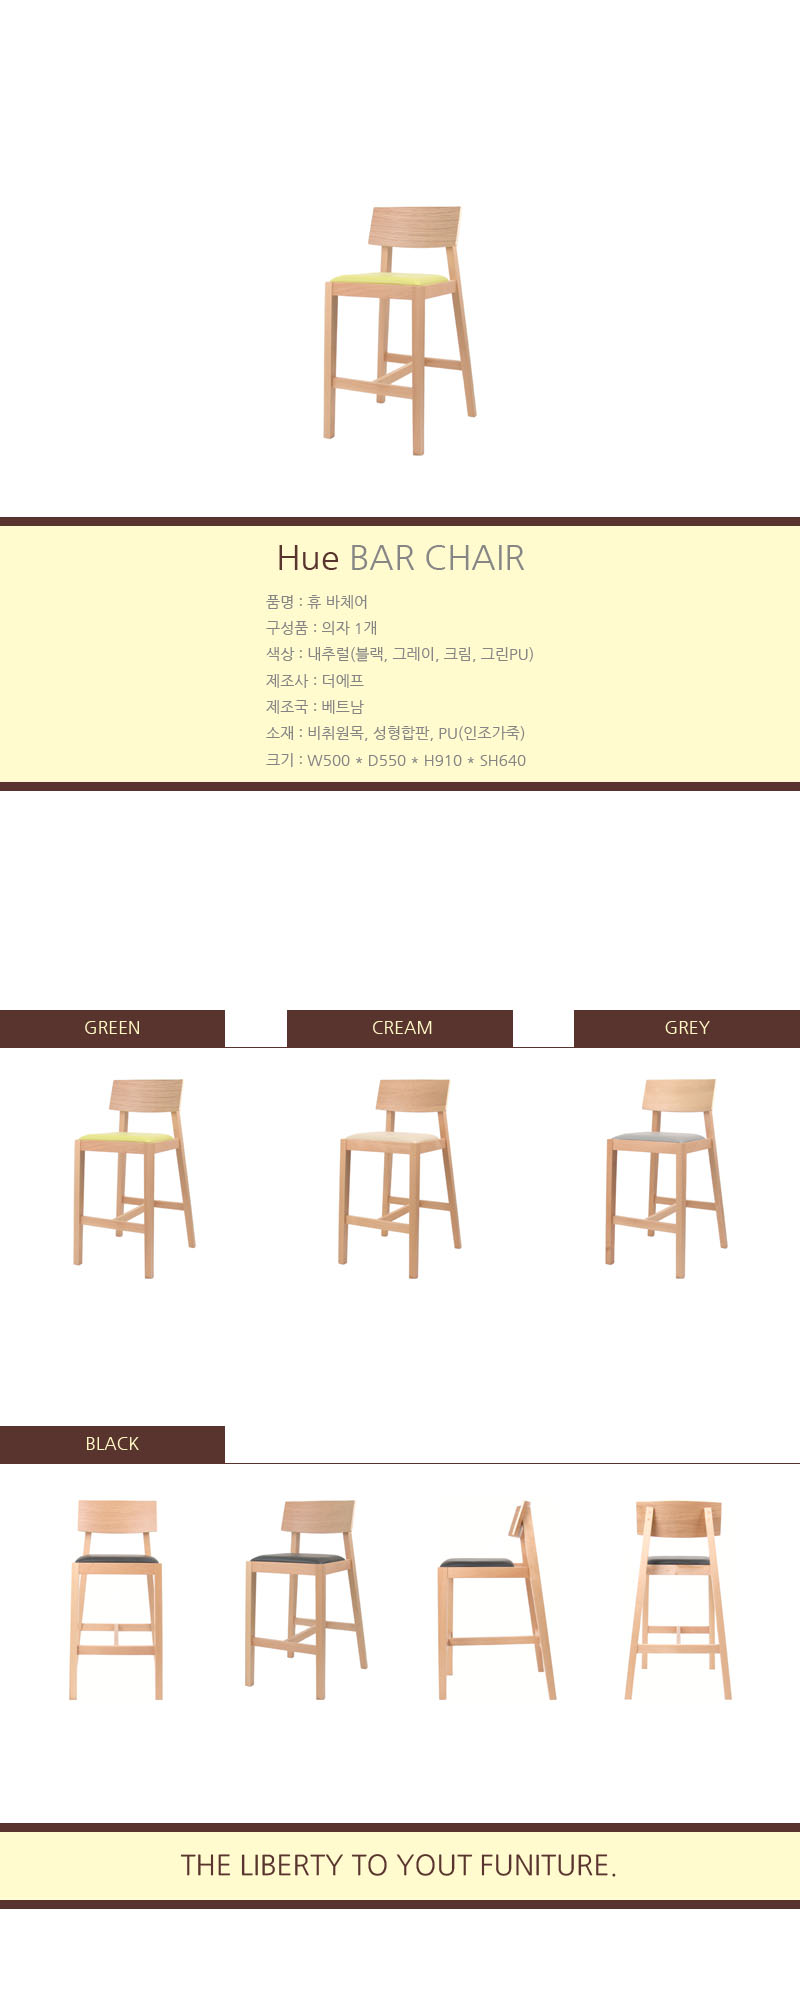 Hue BAR CHAIR
품명 : 휴 바체어
구성품 : 의자 1개
색상 : 내추럴(블랙, 그레이, 크림, 그린PU)
제조사 : 더에프
제조국 : 베트남
소재 : 비취원목, 성형합판, PU(인조가죽)
크기 : W500 * D550 * H910 * SH640
GREEN
CREAM
GREY
BLACK
THE LIBERTY TO YOUT FUNITURE.